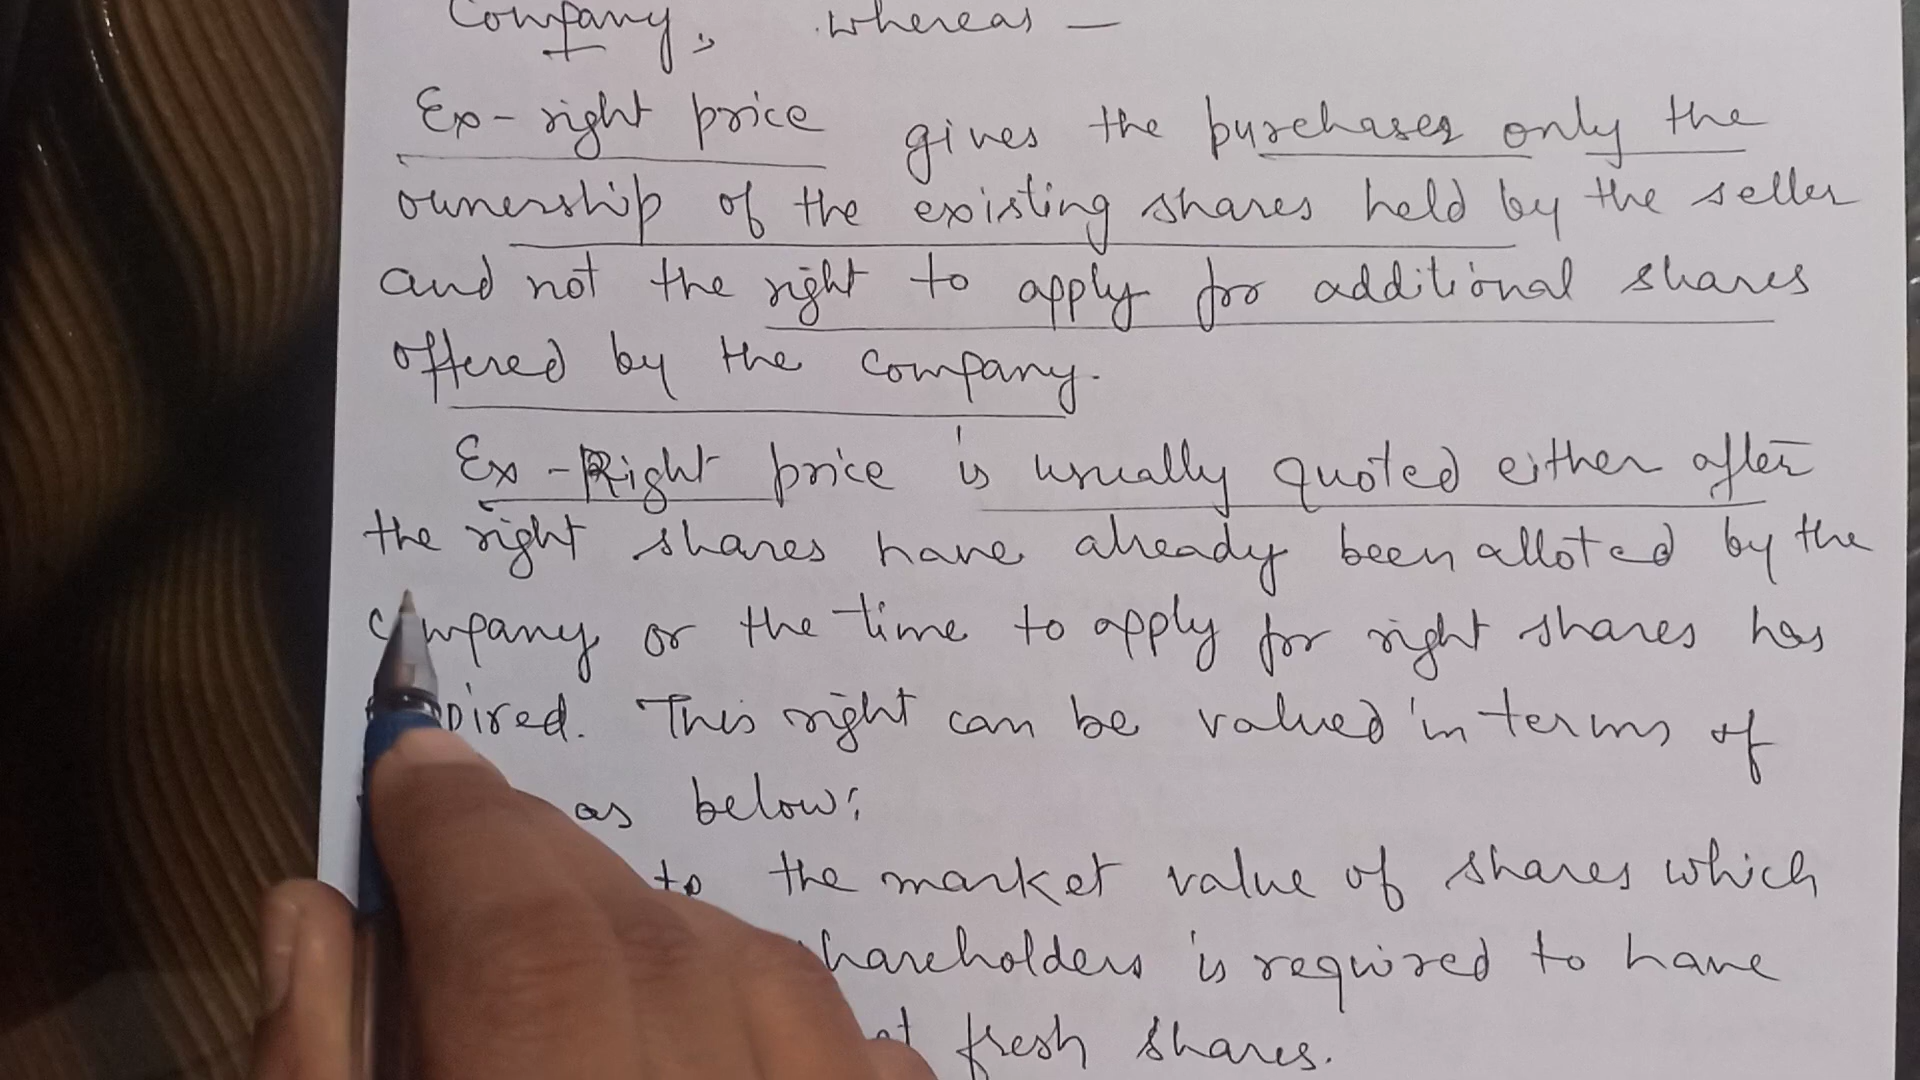 Company, whereas —
Ex-right price gives the purchaser only the
ownership of the existing shares held by the seller
and not the right to apply for additional shares
offered by the company.
Ex-Right price is usually quoted either after
the right shares have already been alloted by the
company or the time to apply for right shares has
pired. This right can be valued in terms of
as below:
to the market value of shares which
shareholders is required to have
fresh shares.